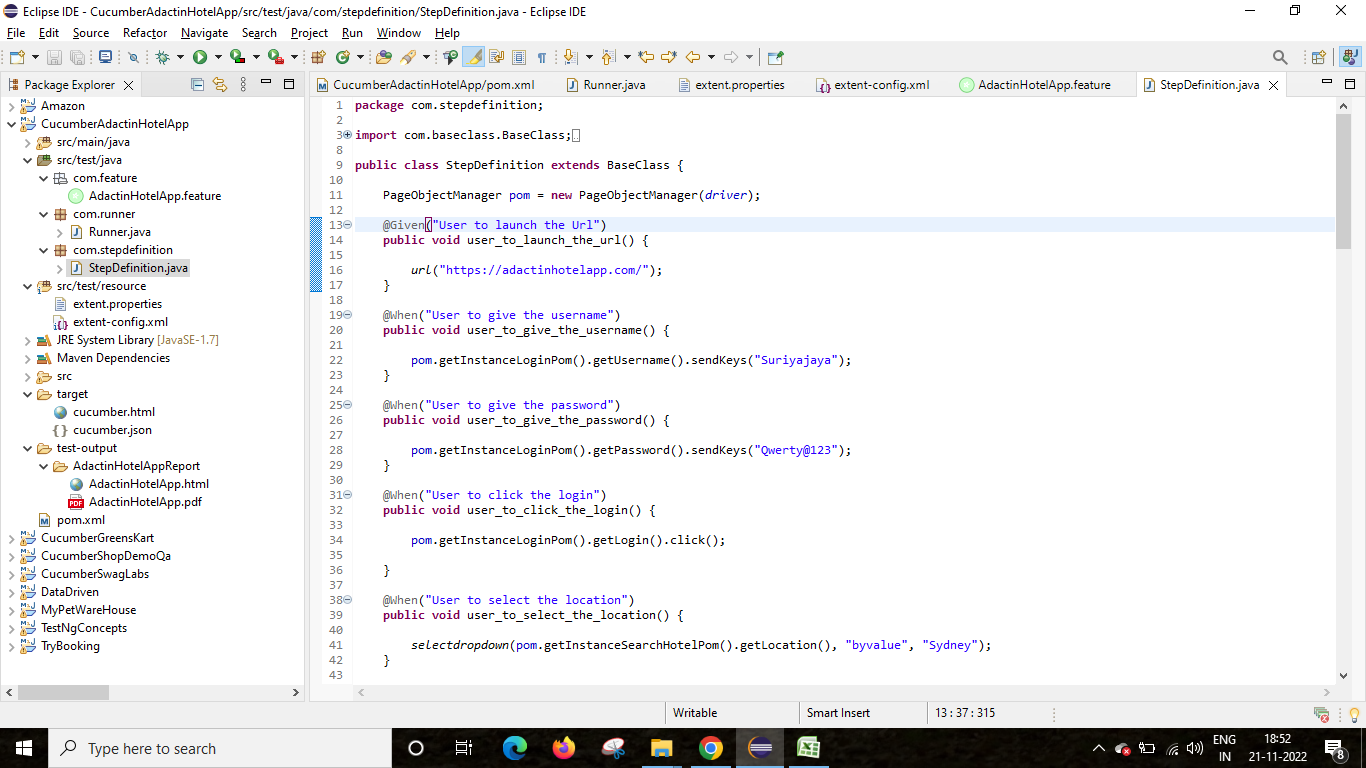 Eclipse IDE - CucumberAdactinHotelApp/src/test/java/com/stepdefinition/StepDefinition.java - Eclipse IDE
File Edit Source Refactor Navigate Search Project Run Window Help
Package Explorer
CucumberAdactinHotelApp/pom.xml Runner.java extent.properties extent-config.xml AdactinHotelApp.feature StepDefinition.java
Amazon
CucumberAdactinHotelApp
src/main/java
src/test/java
com.feature
AdactinHotelApp.feature
com.runner
Runner.java
com.stepdefinition
StepDefinition.java
src/test/resource
extent.properties
extent-config.xml
JRE System Library [JavaSE-1.7]
Maven Dependencies
src
target
cucumber.html
cucumber.json
test-output
AdactinHotelAppReport
AdactinHotelApp.html
AdactinHotelApp.pdf
pom.xml
CucumberGreensKart
CucumberShopDemoQa
CucumberSwagLabs
DataDriven
MyPetWareHouse
TestNgConcepts
TryBooking
1 package com.stepdefinition;
2
3 import com.baseclass.BaseClass;
8
9 public class StepDefinition extends BaseClass {
10
11 PageObjectManager pom = new PageObjectManager(driver);
12
13 @Given("User to launch the Url")
14 public void user_to_launch_the_url() {
15
16 url("https://adactinhotelapp.com/");
17 }
18
19 @When("User to give the username")
20 public void user_to_give_the_username() {
21
22 pom.getInstanceLoginPom().getUsername().sendKeys("Suriyajaya");
23 }
24
25 @When("User to give the password")
26 public void user_to_give_the_password() {
27
28 pom.getInstanceLoginPom().getPassword().sendKeys("Qwerty@123");
29 }
30
31 @When("User to click the login")
32 public void user_to_click_the_login() {
33
34 pom.getInstanceLoginPom().getLogin().click();
35
36 }
37
38 @When("User to select the location")
39 public void user_to_select_the_location() {
40
41 selectdropdown(pom.getInstanceSearchHotelPom().getLocation(), "byvalue", "Sydney");
42 }
43
Writable Smart Insert 13 : 37 : 315
Type here to search
ENG
IN
18:52
21-11-2022
8